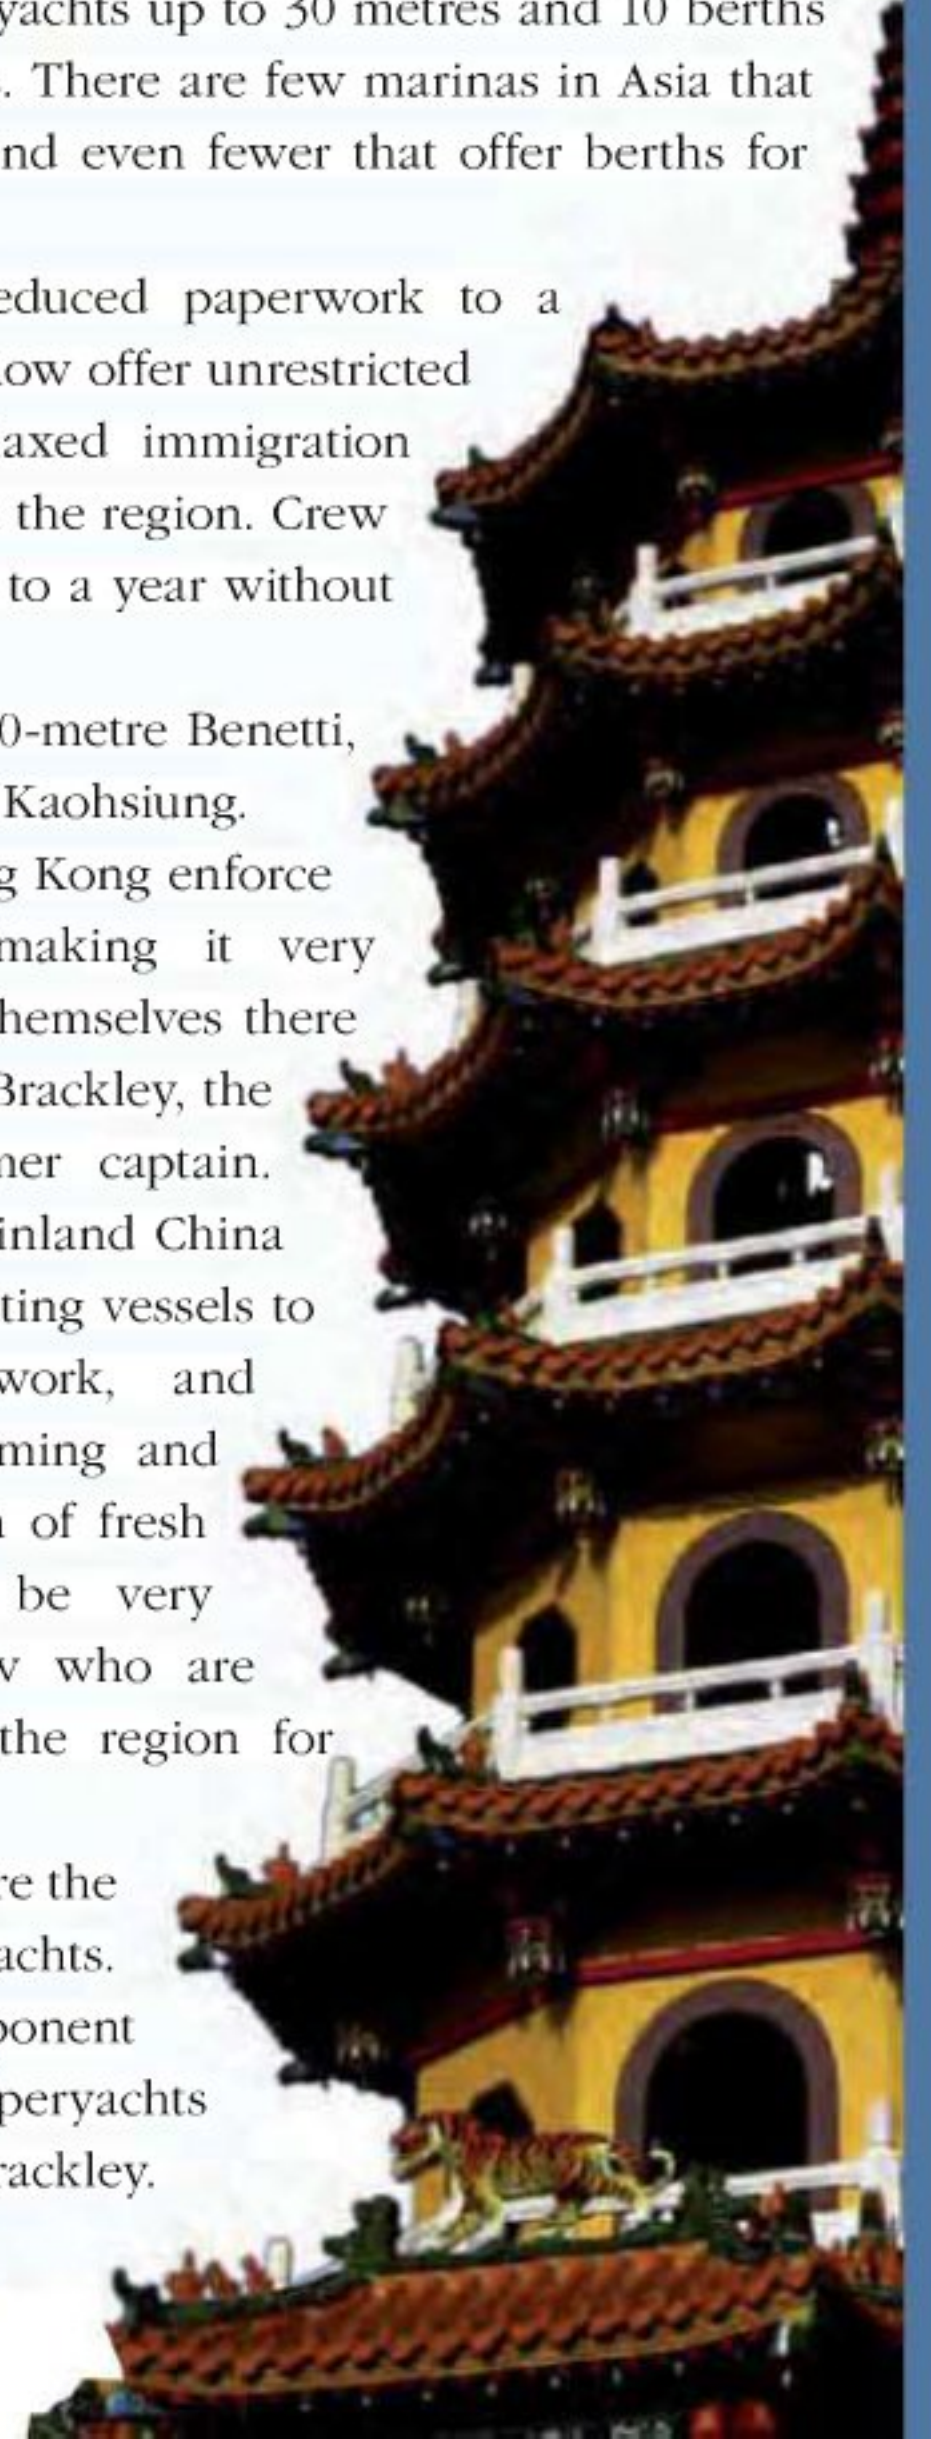 yachts up to 30 metres and 10 berths
. There are few marinas in Asia that
nd even fewer that offer berths for
educed paperwork to a
ow offer unrestricted
axed immigration
the region. Crew
to a year without
0-metre Benetti,
Kaohsiung.
g Kong enforce
making it very
hemselves there
Brackley, the
ner captain.
inland China
ting vessels to
work, and
ming and
of fresh
be very
who are
the region for
re the
achts.
ponent
peryachts
rackley.